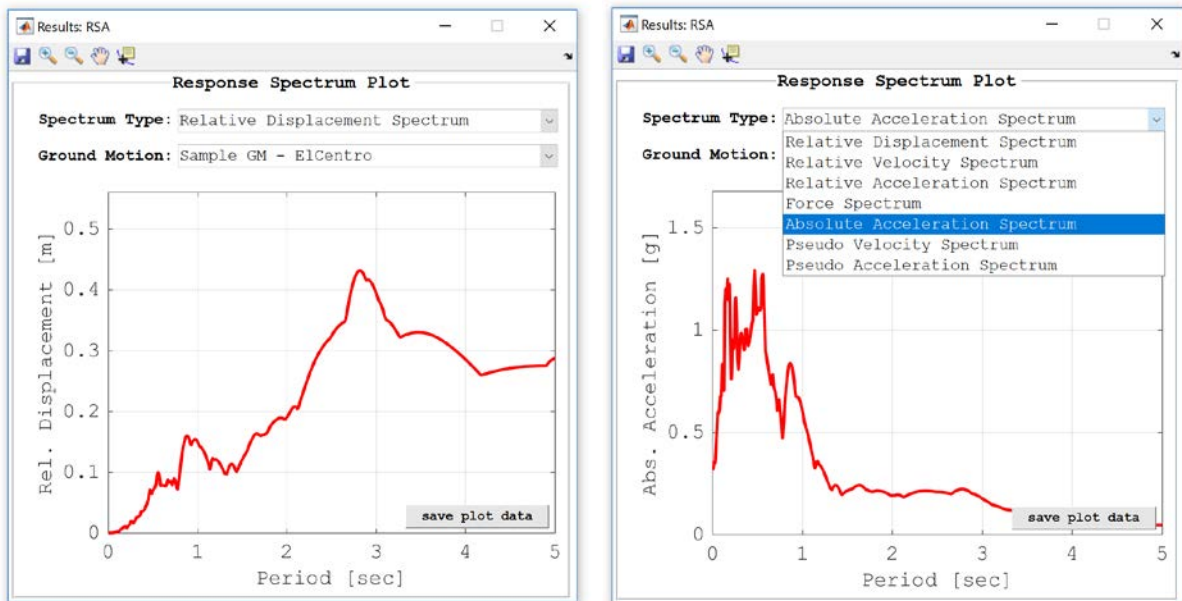 Results: RSA
Response Spectrum Plot
Spectrum Type: Relative Displacement Spectrum
Ground Motion: Sample GM - ElCentro
Rel. Displacement [m]
0.5
0.4
0.3
0.2
0.1
0
0 1 2 3 4 5
Period [sec]
save plot data
Results: RSA
Response Spectrum Plot
Spectrum Type: Absolute Acceleration Spectrum
Ground Motion:
Relative Displacement Spectrum
Relative Velocity Spectrum
Relative Acceleration Spectrum
Force Spectrum
Absolute Acceleration Spectrum
Pseudo Velocity Spectrum
Pseudo Acceleration Spectrum
Abs. Acceleration [g]
1.5
1
0.5
0
0 1 2 3 4 5
Period [sec]
save plot data